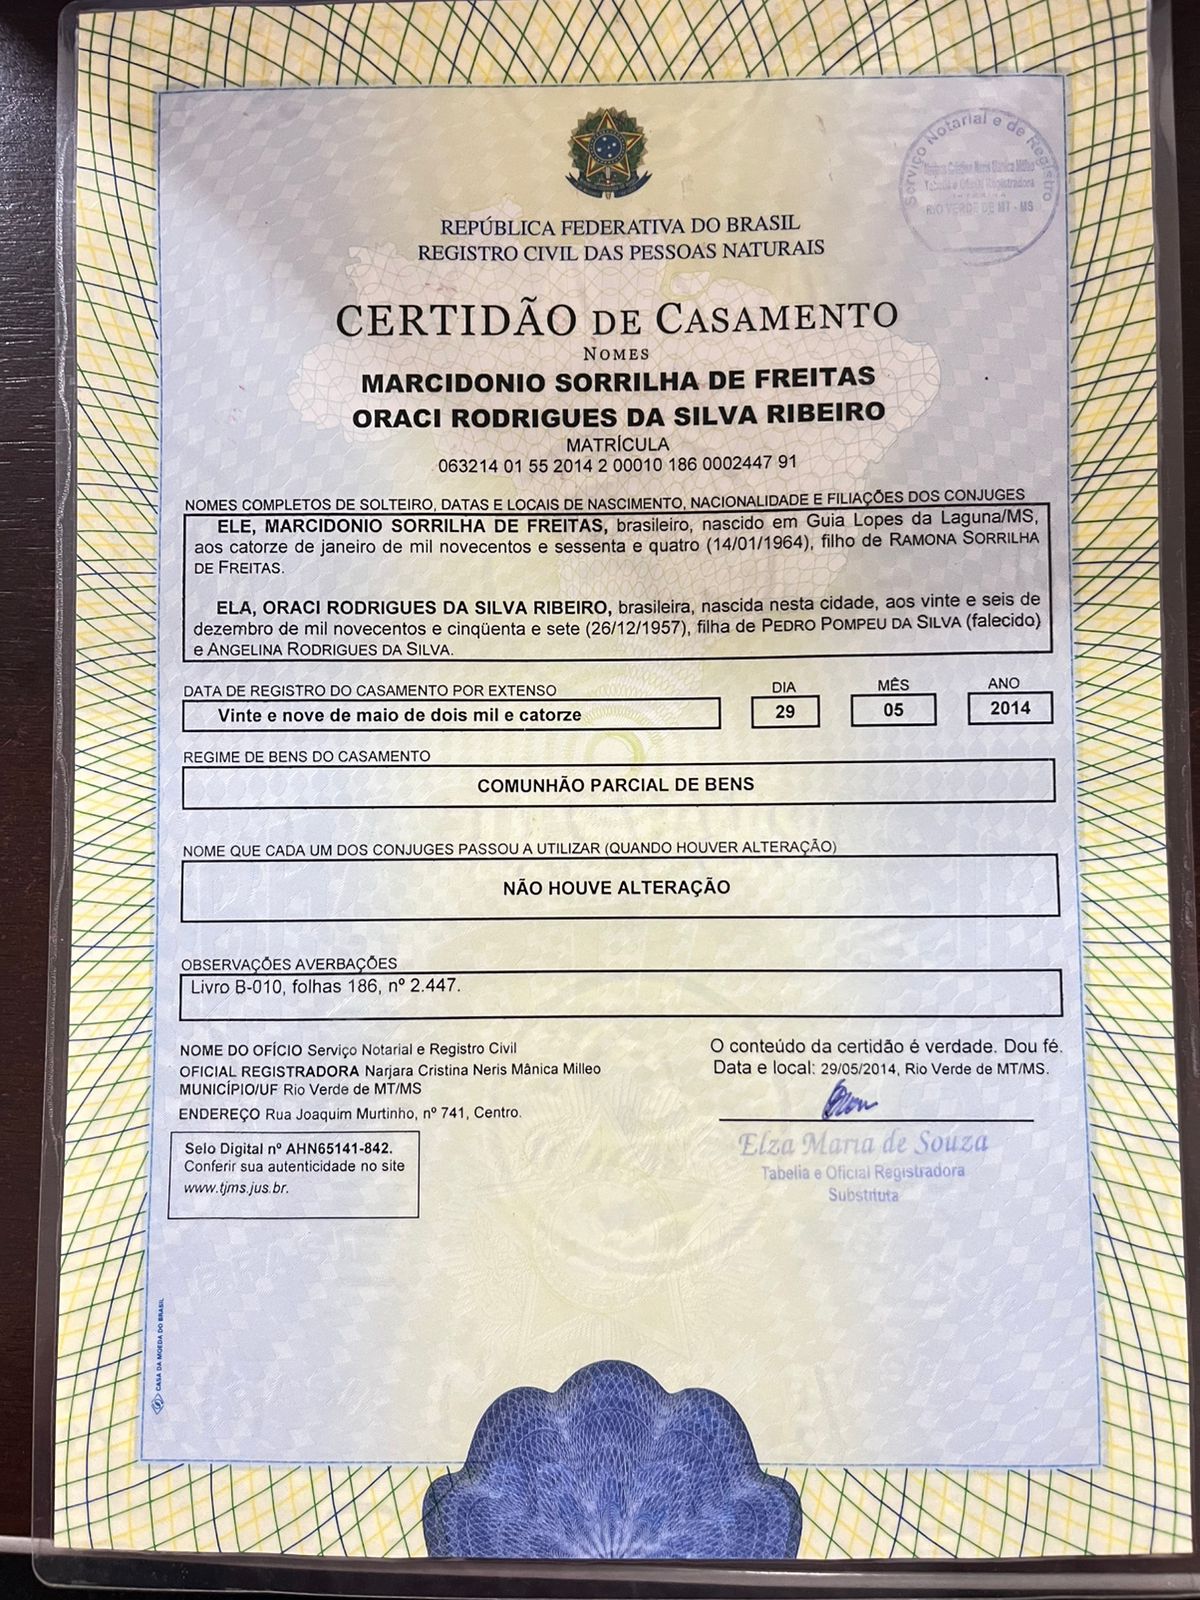 Serviço Notarial e de Registro
Tabeliã e Oficial Registradora
RIO VERDE DE MT - MS
REPÚBLICA FEDERATIVA DO BRASIL
REGISTRO CIVIL DAS PESSOAS NATURAIS
CERTIDÃO DE CASAMENTO
NOMES
MARCIDONIO SORRILHA DE FREITAS
ORACI RODRIGUES DA SILVA RIBEIRO
MATRÍCULA
063214 01 55 2014 2 00010 186 0002447 91
NOMES COMPLETOS DE SOLTEIRO, DATAS E LOCAIS DE NASCIMENTO, NACIONALIDADE E FILIAÇÕES DOS CONJUGES
ELE, MARCIDONIO SORRILHA DE FREITAS, brasileiro, nascido em Guia Lopes da Laguna/MS,
aos catorze de janeiro de mil novecentos e sessenta e quatro (14/01/1964), filho de RAMONA SORRILHA
DE FREITAS.
ELA, ORACI RODRIGUES DA SILVA RIBEIRO, brasileira, nascida nesta cidade, aos vinte e seis de
dezembro de mil novecentos e cinqüenta e sete (26/12/1957), filha de PEDRO POMPEU DA SILVA (falecido)
e ANGELINA RODRIGUES DA SILVA.
DATA DE REGISTRO DO CASAMENTO POR EXTENSO DIA MÊS ANO
Vinte e nove de maio de dois mil e catorze 29 05 2014
REGIME DE BENS DO CASAMENTO
COMUNHÃO PARCIAL DE BENS
NOME QUE CADA UM DOS CONJUGES PASSOU A UTILIZAR (QUANDO HOUVER ALTERAÇÃO)
NÃO HOUVE ALTERAÇÃO
OBSERVAÇÕES AVERBAÇÕES
Livro B-010, folhas 186, nº 2.447.
NOME DO OFÍCIO Serviço Notarial e Registro Civil
OFICIAL REGISTRADORA Narjara Cristina Neris Mânica Milleo
MUNICÍPIO/UF Rio Verde de MT/MS
ENDEREÇO Rua Joaquim Murtinho, nº 741, Centro.
O conteúdo da certidão é verdade. Dou fé.
Data e local: 29/05/2014, Rio Verde de MT/MS.
Elza Maria de Souza
Tabeliã e Oficial Registradora
Substituta
Selo Digital nº AHN65141-842.
Conferir sua autenticidade no site
www.tjms.jus.br.
CASA DA MOEDA DO BRASIL